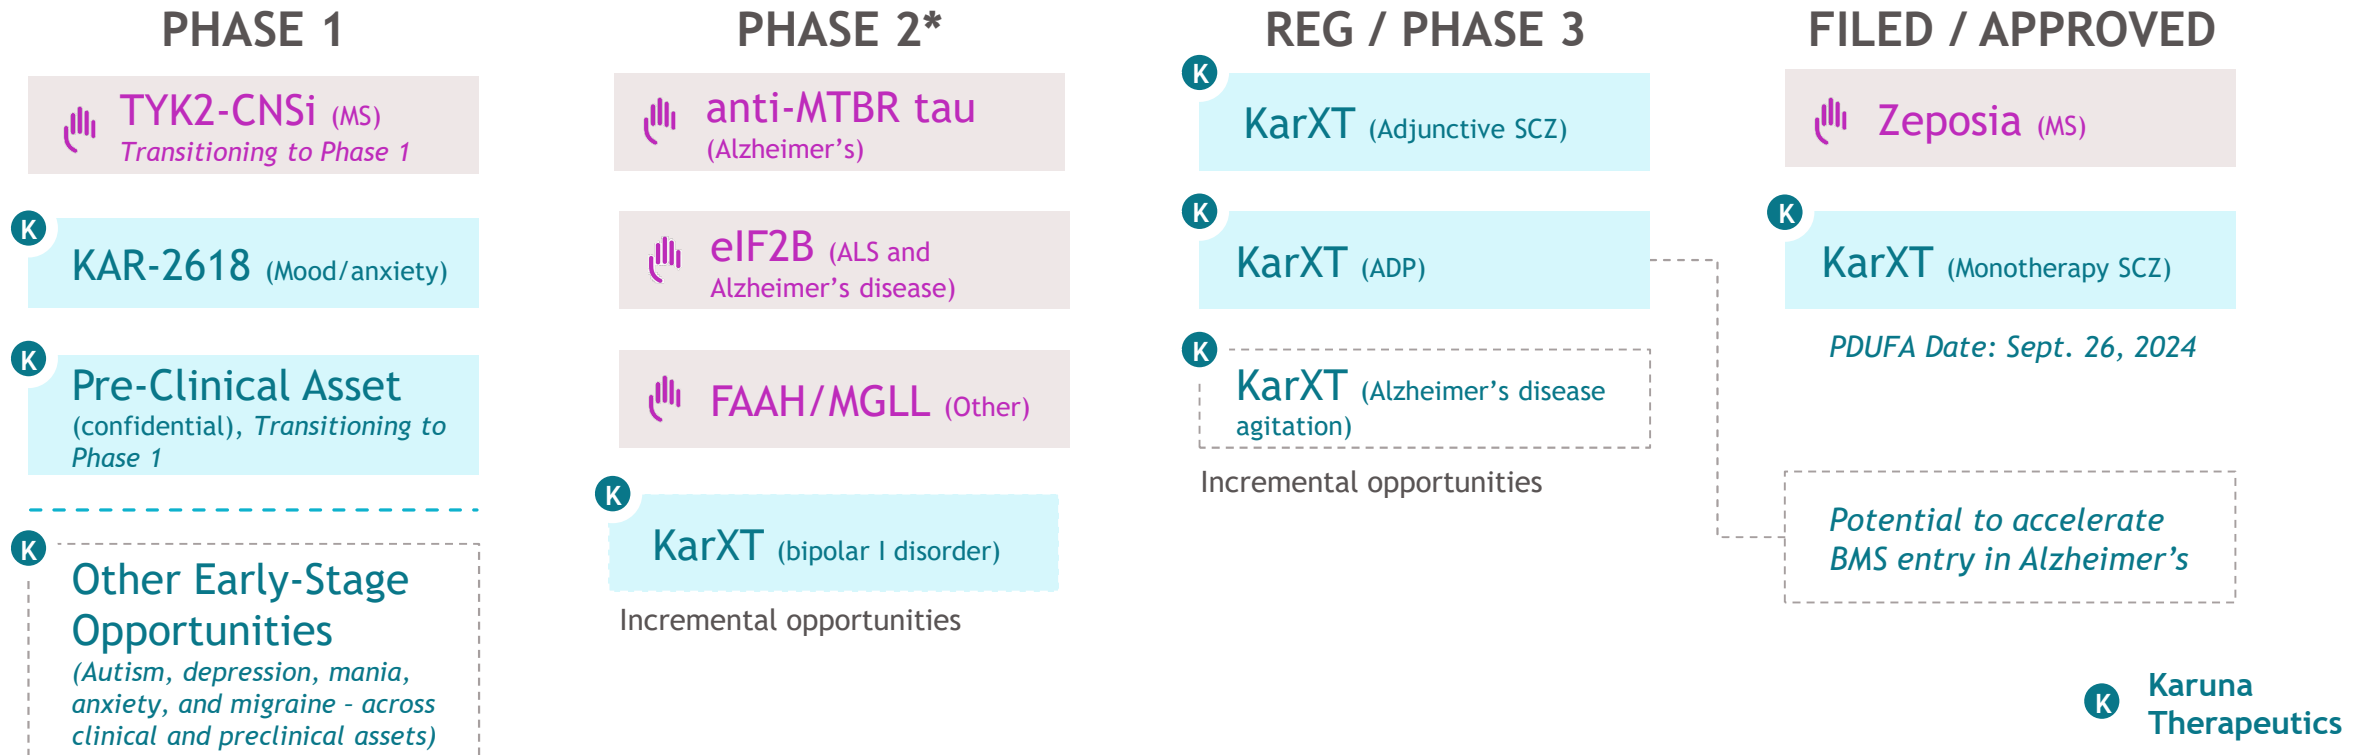 PHASE 1
TYK2-CNSi (MS)
Transitioning to Phase 1
K
KAR-2618 (Mood/anxiety)
K
Pre-Clinical Asset
(confidential), Transitioning to
Phase 1
K
Other Early-Stage
Opportunities
(Autism, depression, mania,
anxiety, and migraine – across
clinical and preclinical assets)
PHASE 2*
anti-MTBR tau
(Alzheimer’s)
eIF2B (ALS and
Alzheimer’s disease)
FAAH/MGLL (Other)
K
KarXT (bipolar I disorder)
Incremental opportunities
REG / PHASE 3
K
KarXT (Adjunctive SCZ)
K
KarXT (ADP)
K
KarXT (Alzheimer’s disease
agitation)
Incremental opportunities
FILED / APPROVED
Zeposia (MS)
K
KarXT (Monotherapy SCZ)
PDUFA Date: Sept. 26, 2024
Potential to accelerate
BMS entry in Alzheimer’s
K
Karuna
Therapeutics